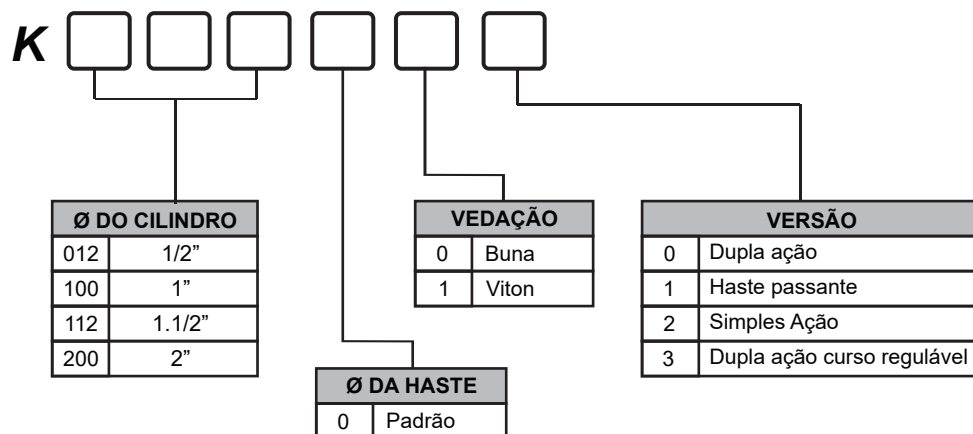 K
Ø DO CILINDRO
012 1/2”
100 1”
112 1.1/2”
200 2”
VEDAÇÃO
0 Buna
1 Viton
VERSÃO
0 Dupla ação
1 Haste passante
2 Simples Ação
3 Dupla ação curso regulável
Ø DA HASTE
0 Padrão